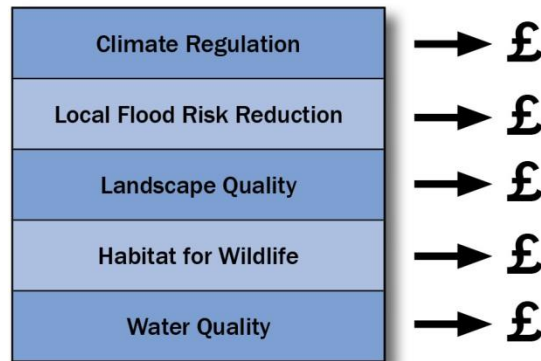 Climate Regulation £
Local Flood Risk Reduction £
Landscape Quality £
Habitat for Wildlife £
Water Quality £